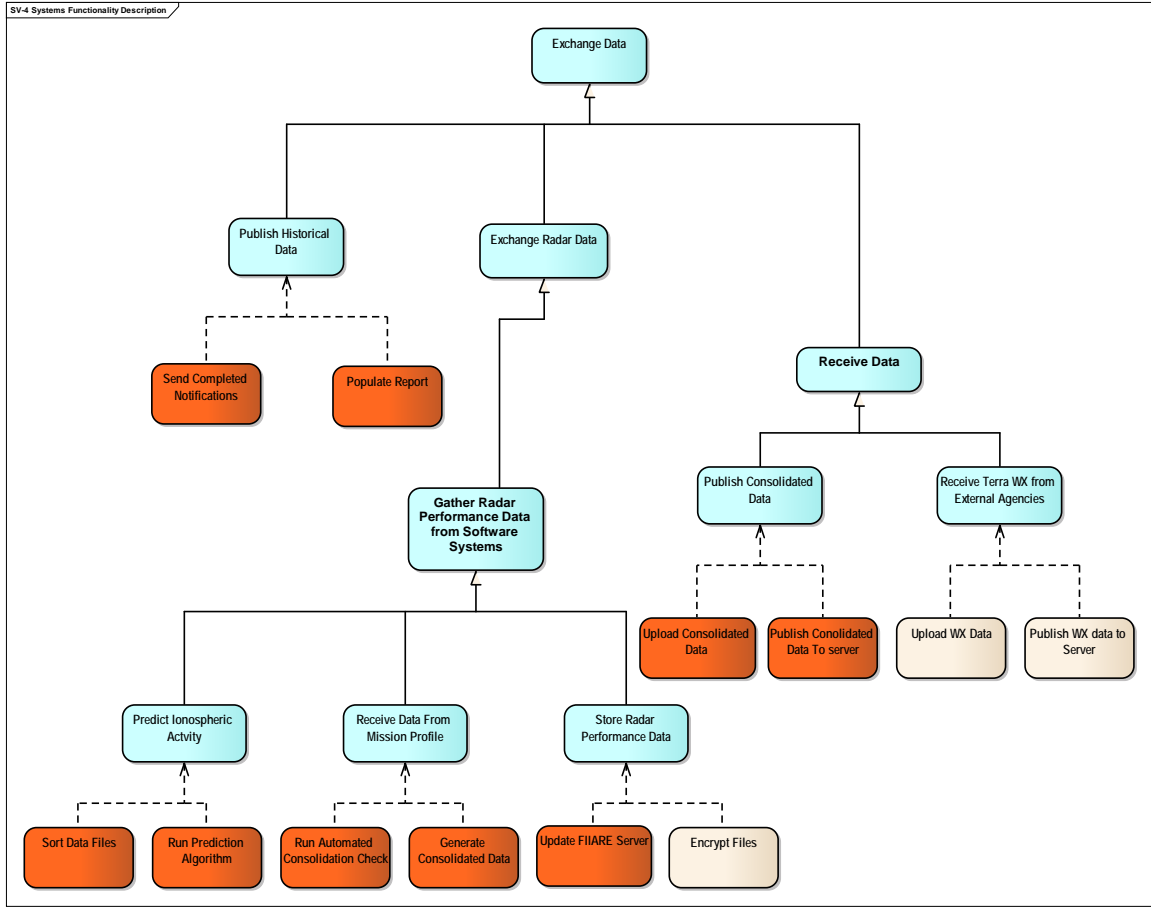 SV-4 Systems Functionality Description
Exchange Data
Publish Historical
Data
Exchange Radar Data
Receive Data
Send Completed
Notifications
Populate Report
Gather Radar
Performance Data
from Software
Systems
Publish Consolidated
Data
Receive Terra WX from
External Agencies
Upload Consolidated
Data
Publish Conolidated
Data To server
Upload WX Data
Publish WX data to
Server
Predict Ionospheric
Actvity
Receive Data From
Mission Profile
Store Radar
Performance Data
Sort Data Files
Run Prediction
Algorithm
Run Automated
Consolidation Check
Generate
Consolidated Data
Update FIIARE Server
Encrypt Files